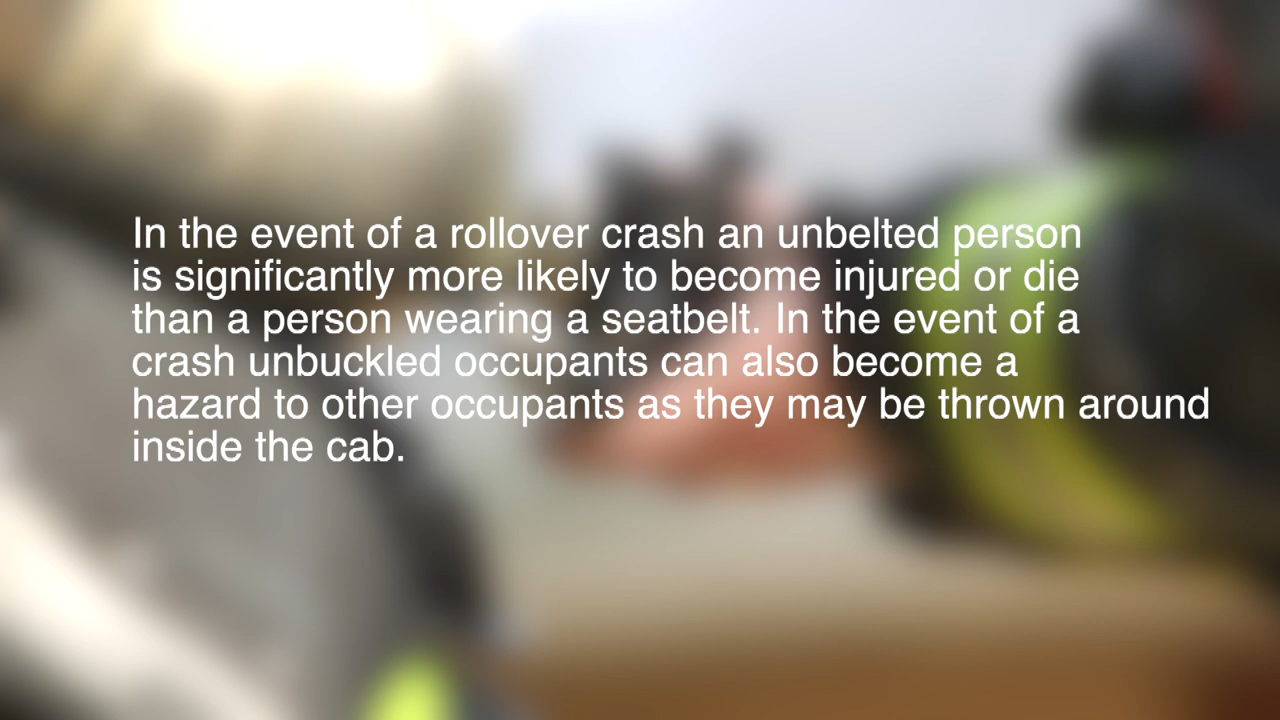 In the event of a rollover crash an unbelted person
is significantly more likely to become injured or die
than a person wearing a seatbelt. In the event of a
crash unbuckled occupants can also become a
hazard to other occupants as they may be thrown around
inside the cab.